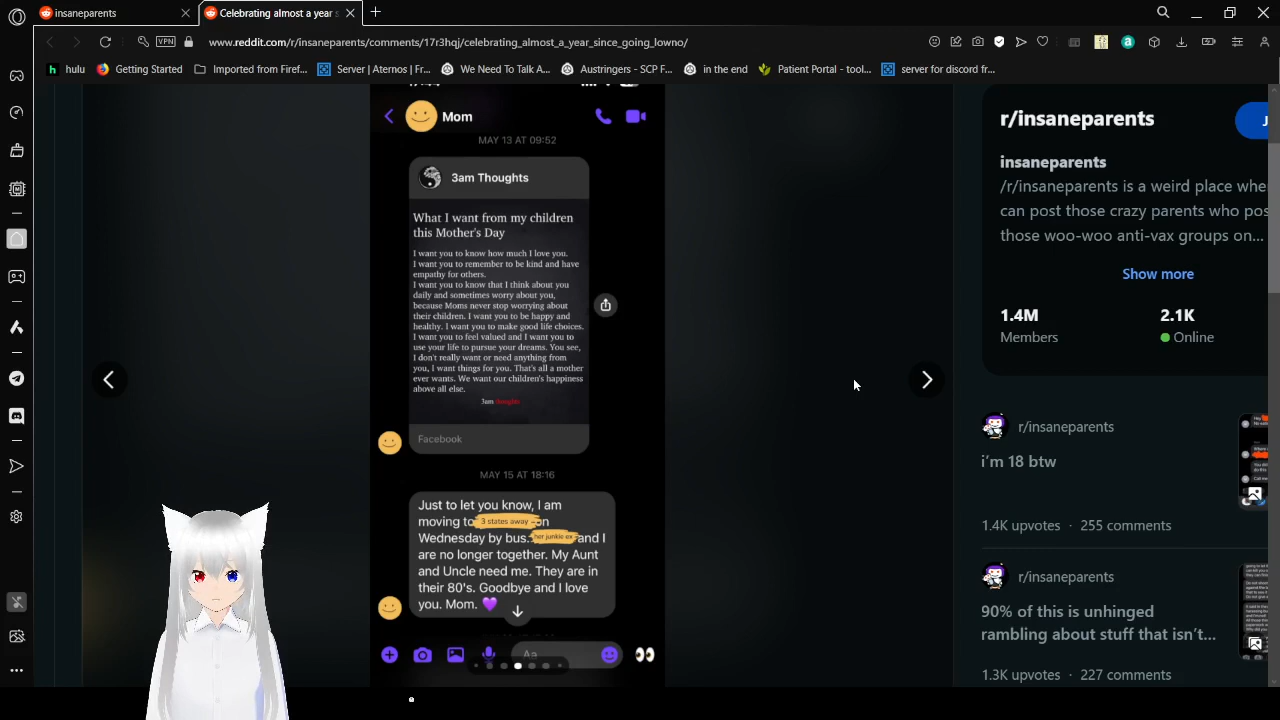 insaneparents
Celebrating almost a year s
www.reddit.com/r/insaneparents/comments/17r3hqj/celebrating_almost_a_year_since_going_lowno/
VPN
hulu
Getting Started
Imported from Firef...
Server | Aternos | Fr...
We Need To Talk A...
Austringers - SCP F...
in the end
Patient Portal - tool...
server for discord fr...
Mom
MAY 13 AT 09:52
3am Thoughts
What I want from my children
this Mother's Day
I want you to know how much I love you.
I want you to remember to be kind and have
empathy for others.
I want you to know that I think about you
daily and sometimes worry about you,
because Moms never stop worrying about
their children. I want you to be happy and
healthy. I want you to make good life choices.
I want you to feel valued and I want you to
use your life to pursue your dreams. You see,
I don't really want or need anything from
you, I want things for you. That's all a mother
ever wants. We want our children's happiness
above all else.
3am thoughts
Facebook
MAY 15 AT 18:16
Just to let you know, I am
moving to 3 states away on
Wednesday by bus. her junkie ex and I
are no longer together. My Aunt
and Uncle need me. They are in
their 80's. Goodbye and I love
you. Mom. 💜
Aa
r/insaneparents
insaneparents
/r/insaneparents is a weird place whe
can post those crazy parents who pos
those woo-woo anti-vax groups on...
Show more
1.4M
2.1K
Members
Online
r/insaneparents
i'm 18 btw
1.4K upvotes · 255 comments
r/insaneparents
90% of this is unhinged
rambling about stuff that isn't...
1.3K upvotes · 227 comments